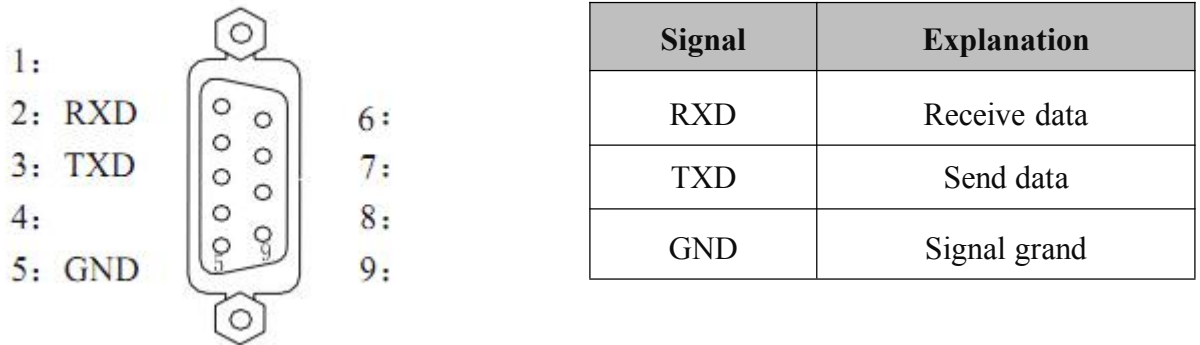 1:
2: RXD
3: TXD
4:
5: GND
5
9
6:
7:
8:
9:
Signal Explanation
RXD Receive data
TXD Send data
GND Signal grand